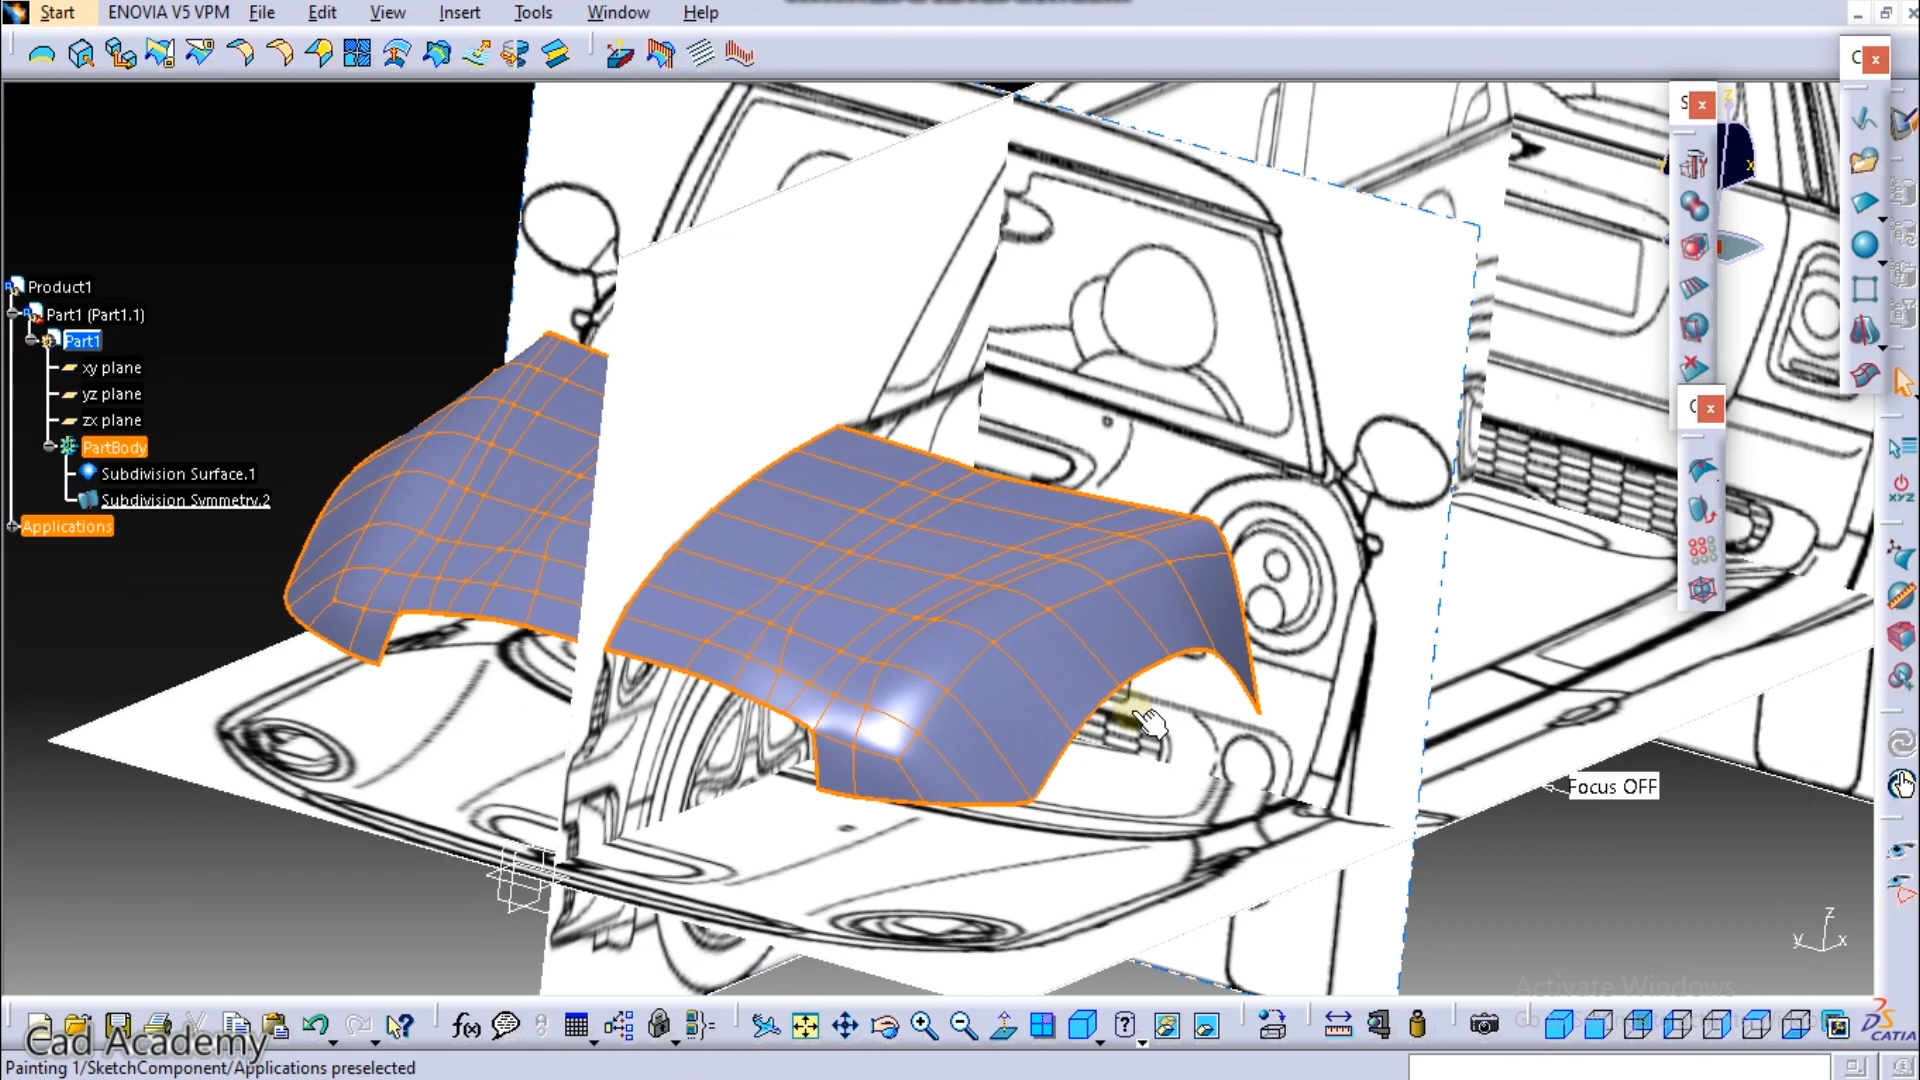 Start ENOVIA V5 VPM File Edit View Insert Tools Window Help
C
S
Z
Y
X
Product1
Part1 (Part1.1)
Part1
xy plane
yz plane
zx plane
PartBody
C
Subdivision Surface.1
Subdivision Symmetry.2
XYZ
Applications
Focus OFF
z
y x
Activate Windows
f(x)
Cad Academy
CATIA
Painting 1/SketchComponent/Applications preselected